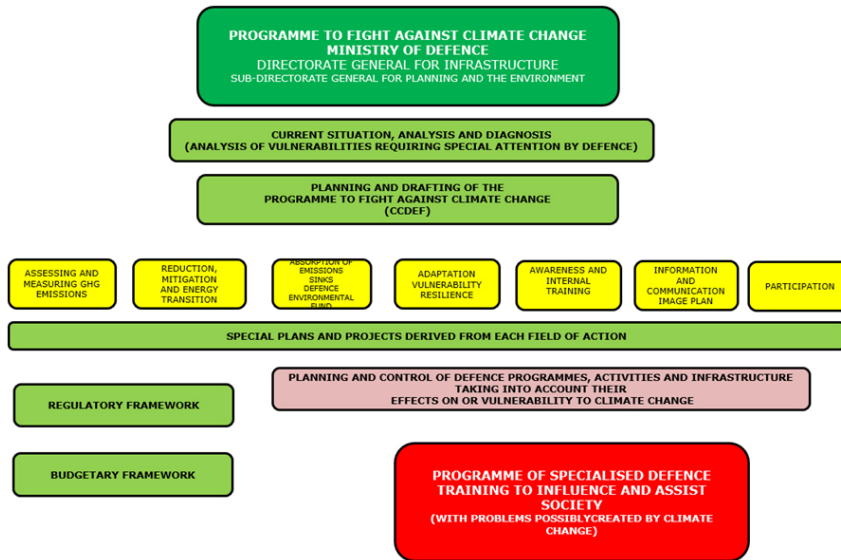 PROGRAMME TO FIGHT AGAINST CLIMATE CHANGE
MINISTRY OF DEFENCE
DIRECTORATE GENERAL FOR INFRASTRUCTURE
SUB-DIRECTORATE GENERAL FOR PLANNING AND THE ENVIRONMENT
CURRENT SITUATION, ANALYSIS AND DIAGNOSIS
(ANALYSIS OF VULNERABILITIES REQUIRING SPECIAL ATTENTION BY DEFENCE)
PLANNING AND DRAFTING OF THE
PROGRAMME TO FIGHT AGAINST CLIMATE CHANGE
(CCDEF)
ASSESSING AND
MEASURING GHG
EMISSIONS
REDUCTION,
MITIGATION
AND ENERGY
TRANSITION
ABSORPTION OF
EMISSIONS
SINKS
DEFENCE
ENVIRONMENTAL
FUND
ADAPTATION
VULNERABILITY
RESILIENCE
AWARENESS AND
INTERNAL
TRAINING
INFORMATION
AND
COMMUNICATION
IMAGE PLAN
PARTICIPATION
SPECIAL PLANS AND PROJECTS DERIVED FROM EACH FIELD OF ACTION
PLANNING AND CONTROL OF DEFENCE PROGRAMMES, ACTIVITIES AND INFRASTRUCTURE
TAKING INTO ACCOUNT THEIR
EFFECTS ON OR VULNERABILITY TO CLIMATE CHANGE
REGULATORY FRAMEWORK
BUDGETARY FRAMEWORK
PROGRAMME OF SPECIALISED DEFENCE
TRAINING TO INFLUENCE AND ASSIST
SOCIETY
(WITH PROBLEMS POSSIBLYCREATED BY CLIMATE
CHANGE)